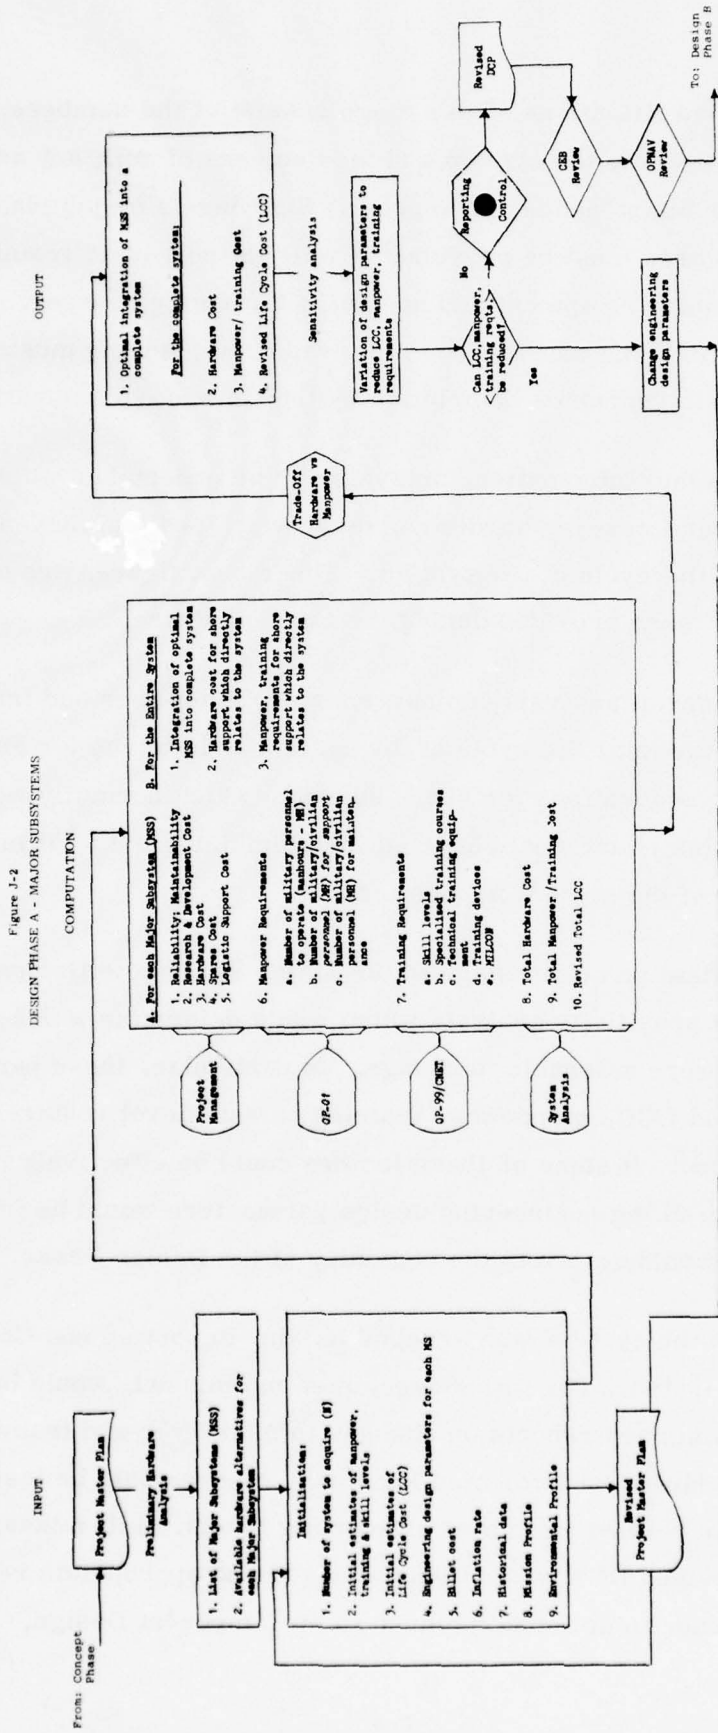 Figure J-2
DESIGN PHASE A - MAJOR SUBSYSTEMS
INPUT
From: Concept
Phase
Project Master Plan
Preliminary Hardware
Analysis
1. List of Major Subsystems (MSS)
2. Available hardware alternatives for
each Major Subsystem
Initialization:
1. Number of system to acquire (N)
2. Initial estimates of manpower,
training & skill levels
3. Initial estimates of
Life Cycle Cost (LCC)
4. Engineering design parameters for each MS
5. Billet cost
6. Inflation rate
7. Historical data
8. Mission Profile
9. Environmental Profile
Revised
Project Master Plan
COMPUTATION
Project
Management
OP-01
OP-99/CNET
System
Analysis
A. For each Major Subsystem (MSS)
1. Reliability; Maintainability
2. Research & Development Cost
3. Hardware Cost
4. Spares Cost
5. Logistic Support Cost
6. Manpower Requirements
a. Number of military personnel
to operate (manhours - MH)
b. Number of military/civilian
personnel (MH) for support
c. Number of military/civilian
personnel (MH) for mainten-
ance
7. Training Requirements
a. Skill levels
b. Specialized training courses
c. Technical training equip-
ment
d. Training devices
e. MILCON
8. Total Hardware Cost
9. Total Manpower/Training Cost
10. Revised Total LCC
B. For the Entire System
1. Integration of optimal
MSS into complete system
2. Hardware cost for shore
support which directly
relates to the system
3. Manpower, training
requirements for shore
support which directly
relates to the system
Trade-Off
Hardware vs
Manpower
OUTPUT
1. Optimal integration of MSS into a
complete system
For the complete system:
2. Hardware Cost
3. Manpower/ training Cost
4. Revised Life Cycle Cost (LCC)
Sensitivity analysis
Variation of design parameters to
reduce LCC, manpower, training
requirements
Can LCC, manpower,
training reqts,
be reduced?
No
Yes
Reporting
Control
Revised
DCP
CEB
Review
OPNAV
Review
Change engineering
design parameters
To: Design
Phase B